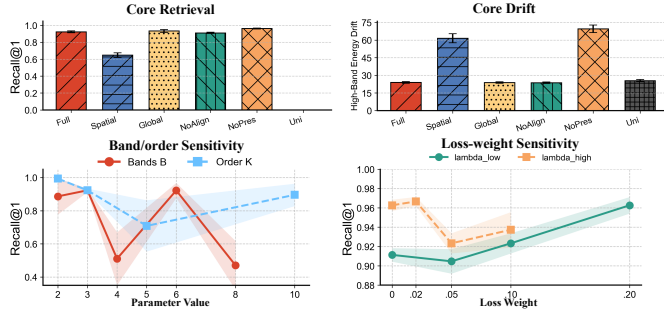 Core Retrieval
Recall@1
1.0
0.8
0.6
0.4
0.2
0.0
Full
Spatial
Global
NoAlign
NoPres
Uni
Core Drift
High-Band Energy Drift
75
60
45
30
15
0
Full
Spatial
Global
NoAlign
NoPres
Uni
Band/order Sensitivity
Bands B
Order K
Recall@1
1.0
0.8
0.6
0.4
2
3
4
5
6
8
10
Parameter Value
Loss-weight Sensitivity
lambda_low
lambda_high
Recall@1
1.00
0.98
0.96
0.94
0.92
0.90
0.88
0
.02
.05
.10
.20
Loss Weight